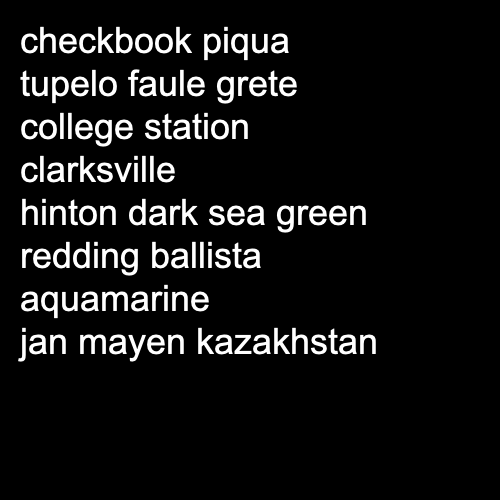 checkbook piqua
tupelo faule grete
college station
clarksville
hinton dark sea green
redding ballista
aquamarine
jan mayen kazakhstan